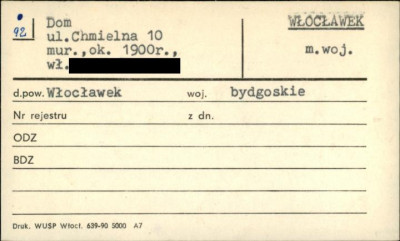 92
Dom
ul.Chmielna 10
mur.,ok. 1900r.,
wł.
WŁOCŁAWEK
m.woj.
d.pow. Włocławek woj. bydgoskie
Nr rejestru z dn.
ODZ
BDZ
Druk. WUSP Włocł. 639-90 5000 A7